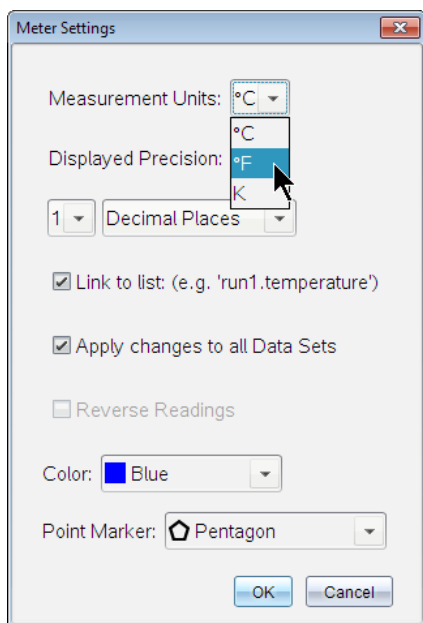 Meter Settings
Measurement Units: °C
°C
°F
K
Displayed Precision:
1 Decimal Places
Link to list: (e.g. 'run1.temperature')
Apply changes to all Data Sets
Reverse Readings
Color: Blue
Point Marker: Pentagon
OK Cancel